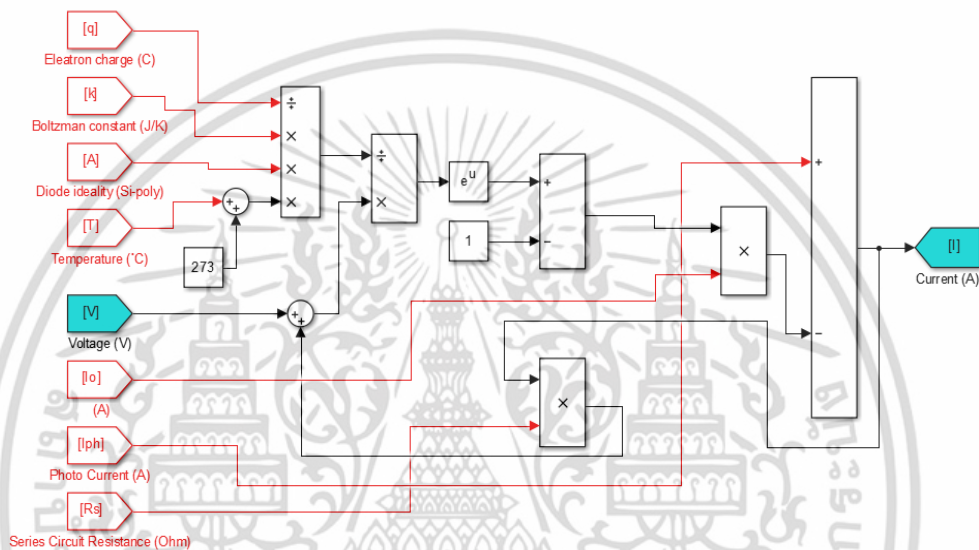 [q]
Eleatron charge (C)
[k]
Boltzman constant (J/K)
[A]
Diode ideality (Si-poly)
[T]
Temperature (˚C)
273
[V]
Voltage (V)
[Io]
(A)
[Iph]
Photo Current (A)
[Rs]
Series Circuit Resistance (Ohm)
÷
×
×
×
+
+
÷
×
e^u
1
+
−
×
+
+
×
+
−
[I]
Current (A)